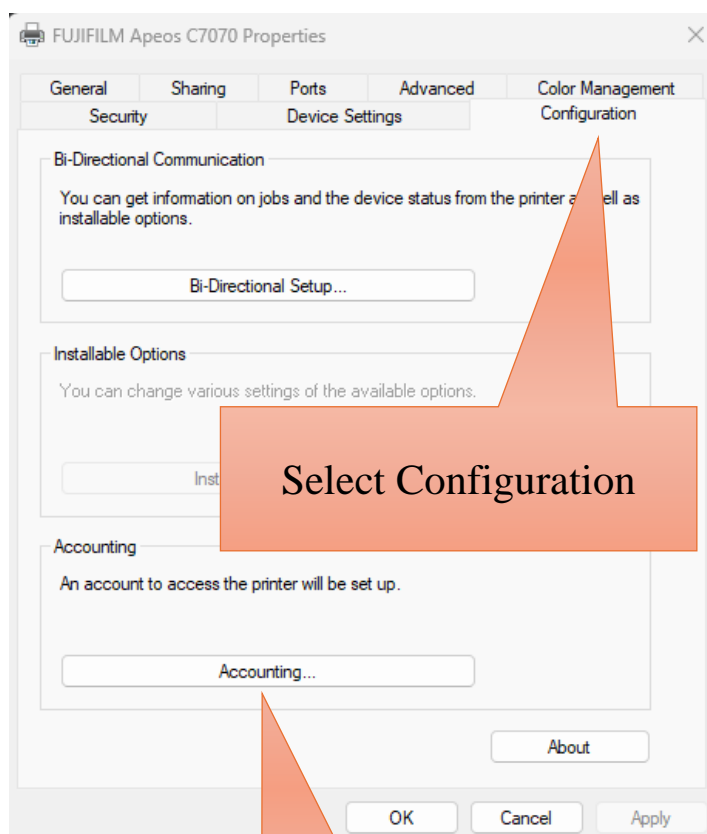 FUJIFILM Apeos C7070 Properties
General Sharing Ports Advanced Color Management
Security Device Settings Configuration
Bi-Directional Communication
You can get information on jobs and the device status from the printer as well as
installable options.
Bi-Directional Setup...
Installable Options
You can change various settings of the available options.
Select Configuration
Accounting
An account to access the printer will be set up.
Accounting...
About
OK Cancel Apply